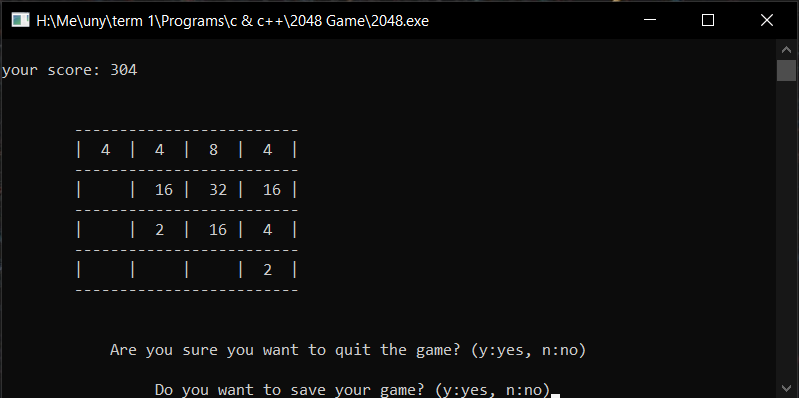 H:\Me\uny\term 1\Programs\c & c++\2048 Game\2048.exe
your score: 304
-------------------------
|  4  |  4  |  8  |  4  |
-------------------------
|     |  16 |  32 |  16 |
-------------------------
|     |  2  |  16 |  4  |
-------------------------
|     |     |     |  2  |
-------------------------
Are you sure you want to quit the game? (y:yes, n:no)
Do you want to save your game? (y:yes, n:no)